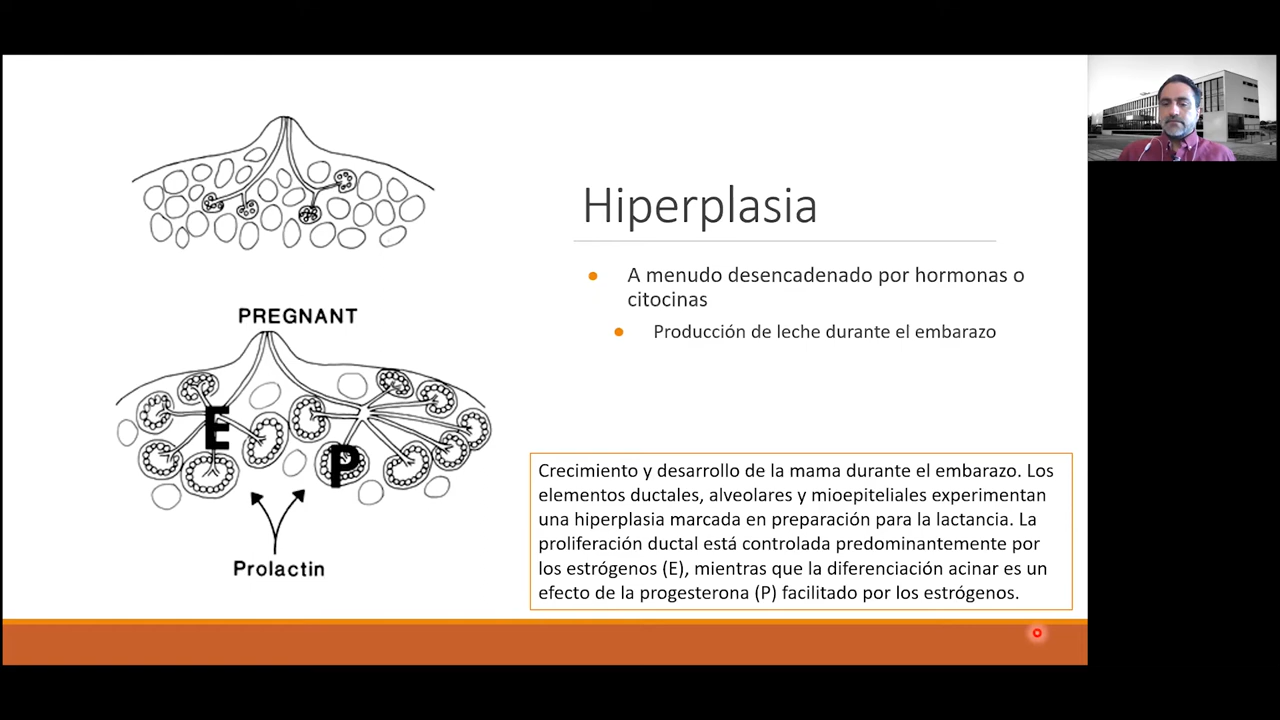 Hiperplasia
A menudo desencadenado por hormonas o
citocinas
Producción de leche durante el embarazo
PREGNANT
E
P
Prolactin
Crecimiento y desarrollo de la mama durante el embarazo. Los
elementos ductales, alveolares y mioepiteliales experimentan
una hiperplasia marcada en preparación para la lactancia. La
proliferación ductal está controlada predominantemente por
los estrógenos (E), mientras que la diferenciación acinar es un
efecto de la progesterona (P) facilitado por los estrógenos.